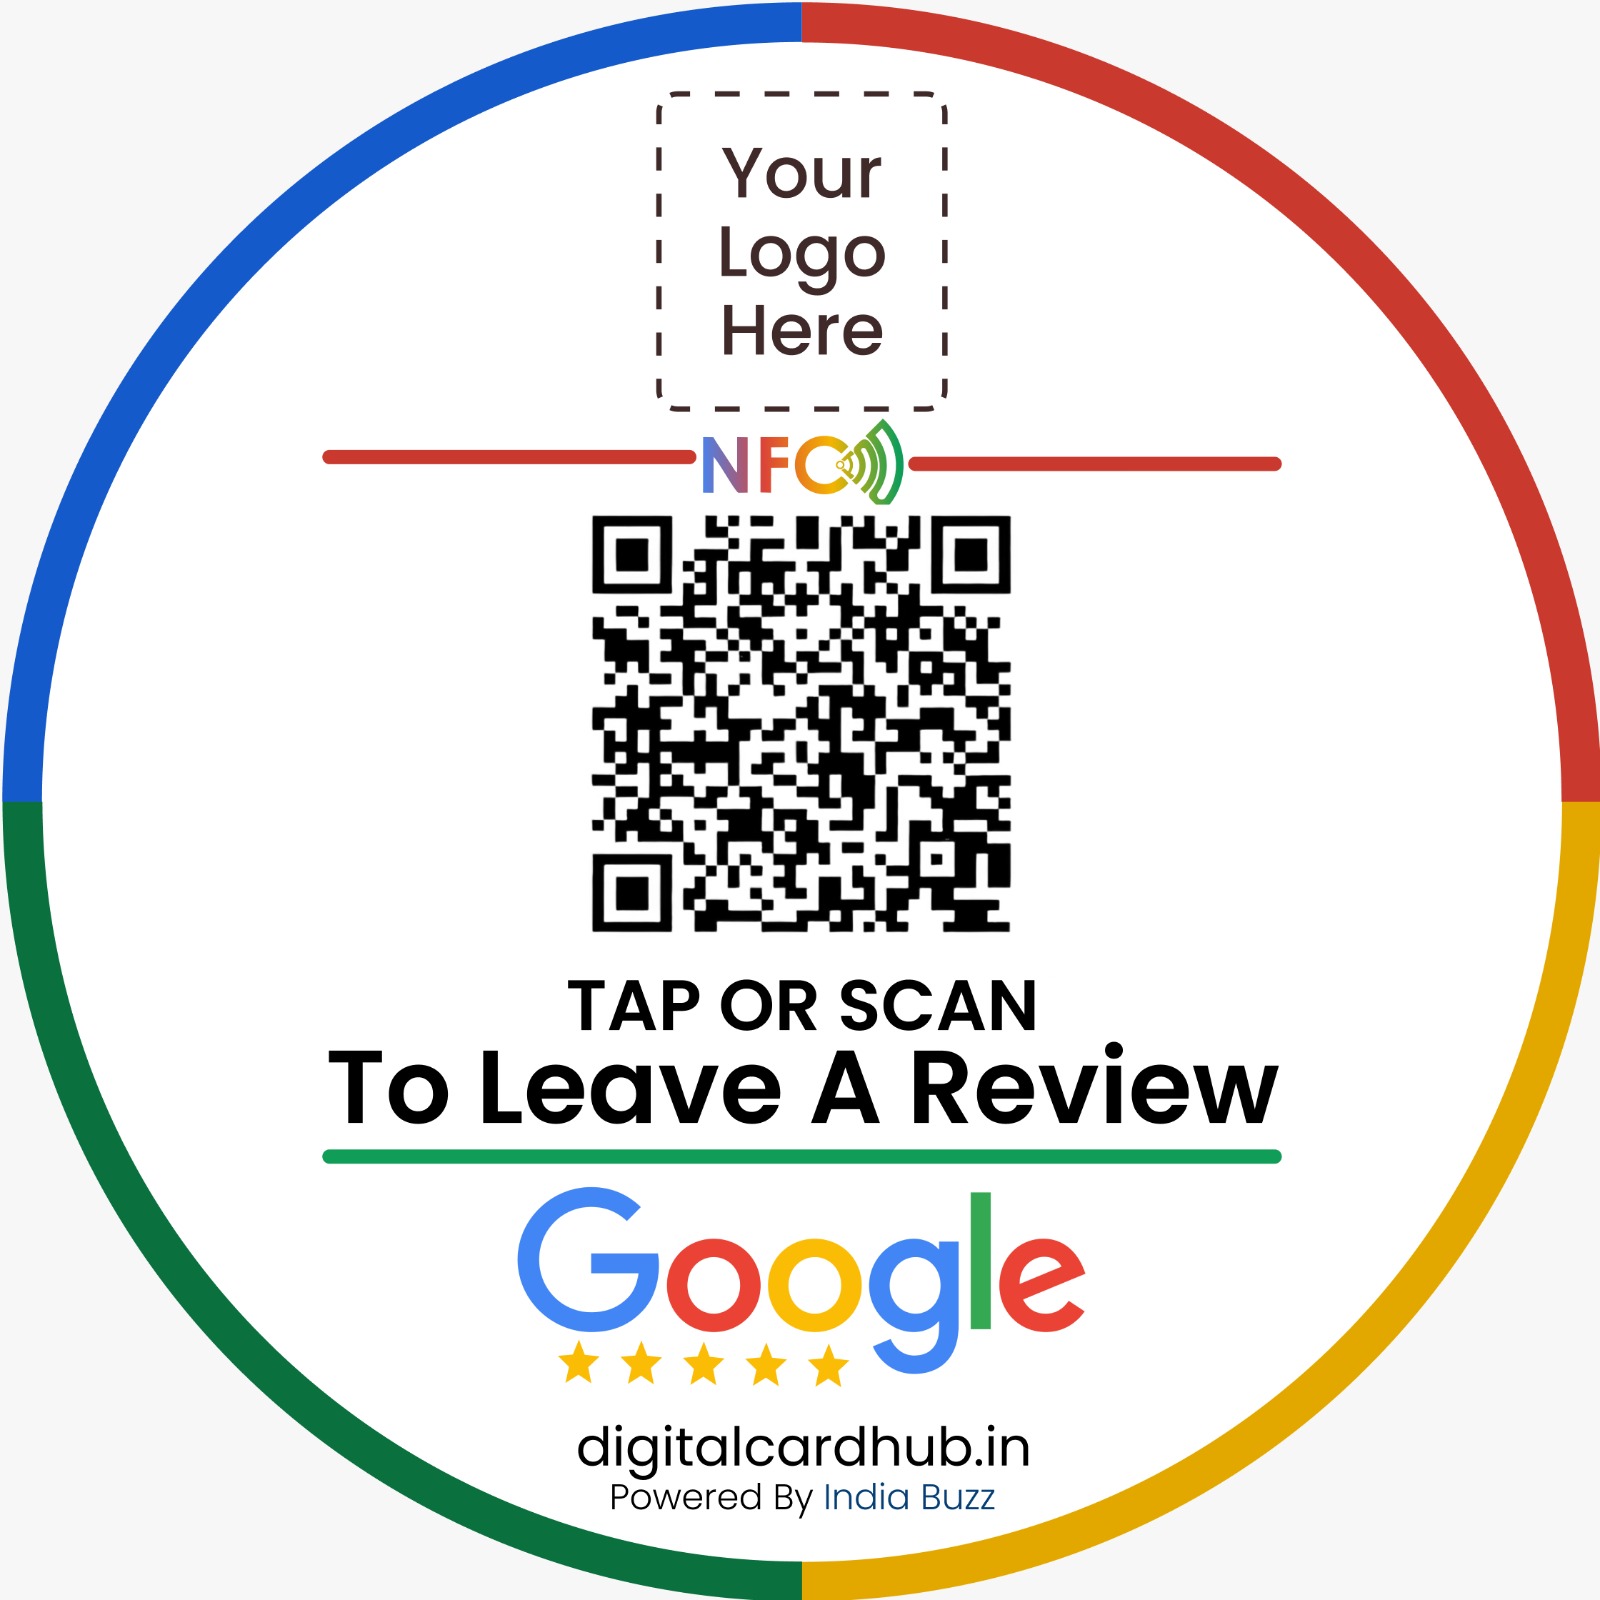 Your
Logo
Here
NFC
TAP OR SCAN
To Leave A Review
Google
digitalcardhub.in
Powered By India Buzz